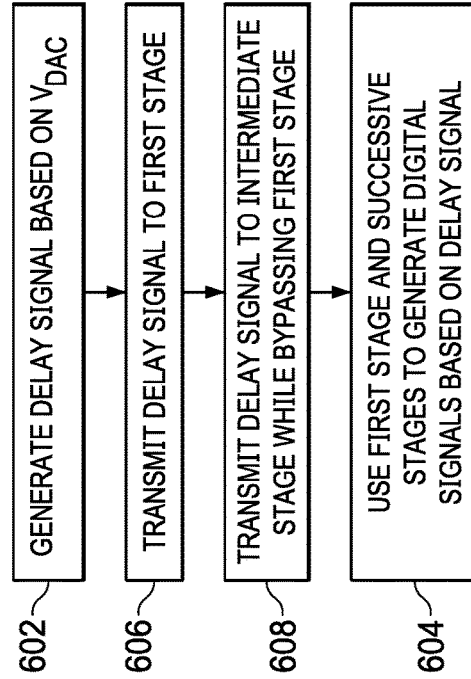 602
GENERATE DELAY SIGNAL BASED ON V_DAC
606
TRANSMIT DELAY SIGNAL TO FIRST STAGE
608
TRANSMIT DELAY SIGNAL TO INTERMEDIATE
STAGE WHILE BYPASSING FIRST STAGE
604
USE FIRST STAGE AND SUCCESSIVE
STAGES TO GENERATE DIGITAL
SIGNALS BASED ON DELAY SIGNAL